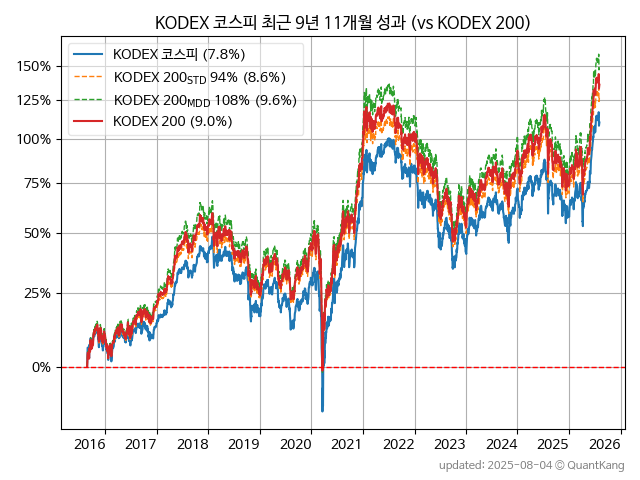 KODEX 코스피 최근 9년 11개월 성과 (vs KODEX 200)
KODEX 코스피 (7.8%)
KODEX 200STD 94% (8.6%)
KODEX 200MDD 108% (9.6%)
KODEX 200 (9.0%)
150%
125%
100%
75%
50%
25%
0%
2016 2017 2018 2019 2020 2021 2022 2023 2024 2025 2026
updated: 2025-08-04 © QuantKang